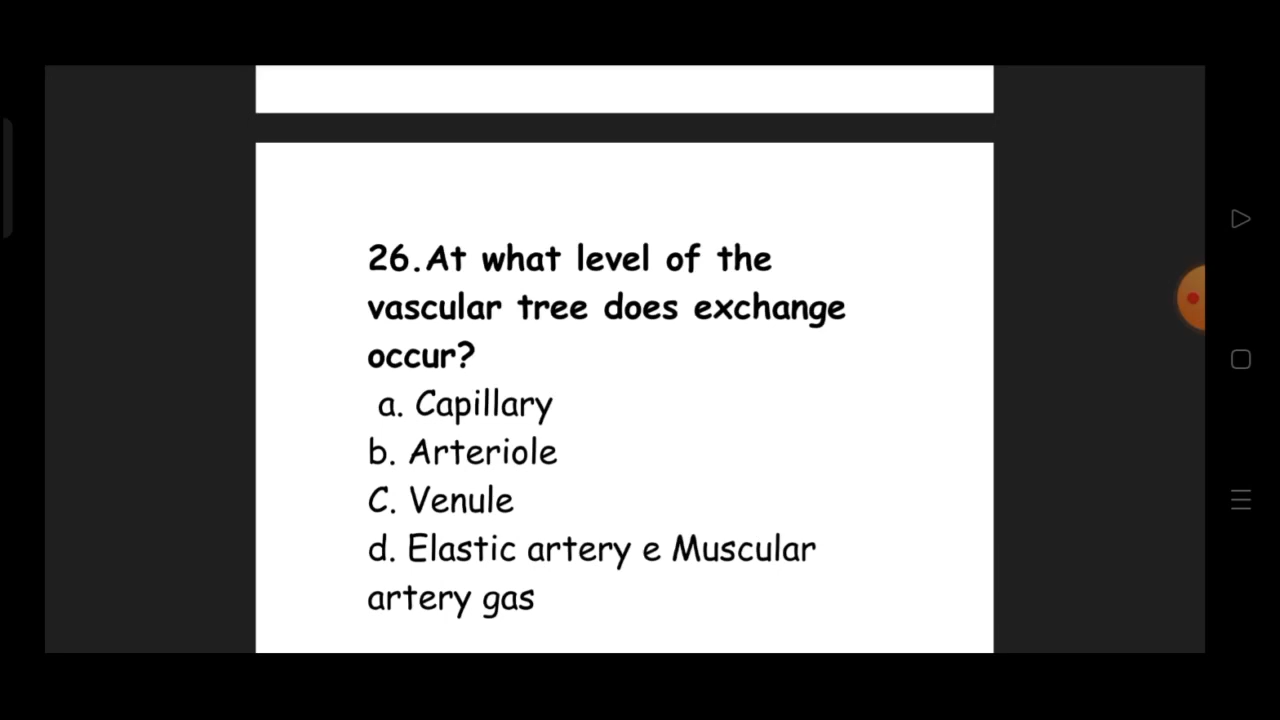 26.At what level of the
vascular tree does exchange
occur?
a. Capillary
b. Arteriole
C. Venule
d. Elastic artery e Muscular
artery gas